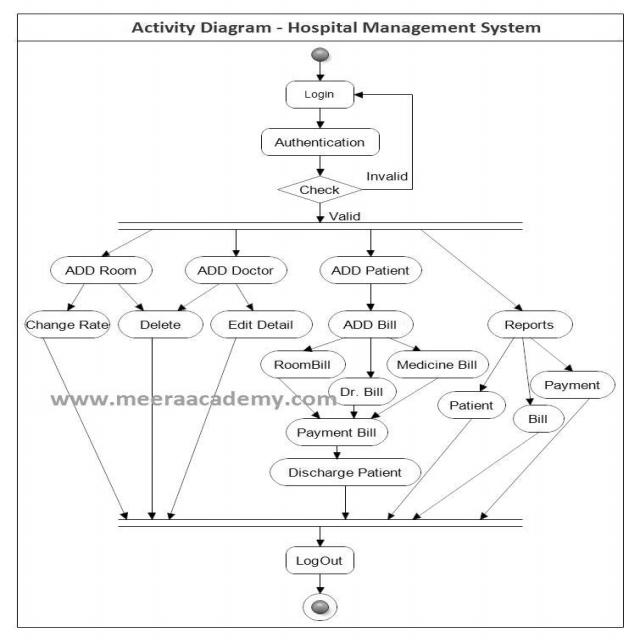 Activity Diagram - Hospital Management System
Login
Authentication
Invalid
Check
Valid
ADD Room
ADD Doctor
ADD Patient
Change Rate
Delete
Edit Detail
ADD Bill
Reports
RoomBill
Medicine Bill
Dr. Bill
Payment
www.meeraacademy.com
Patient
Bill
Payment Bill
Discharge Patient
LogOut